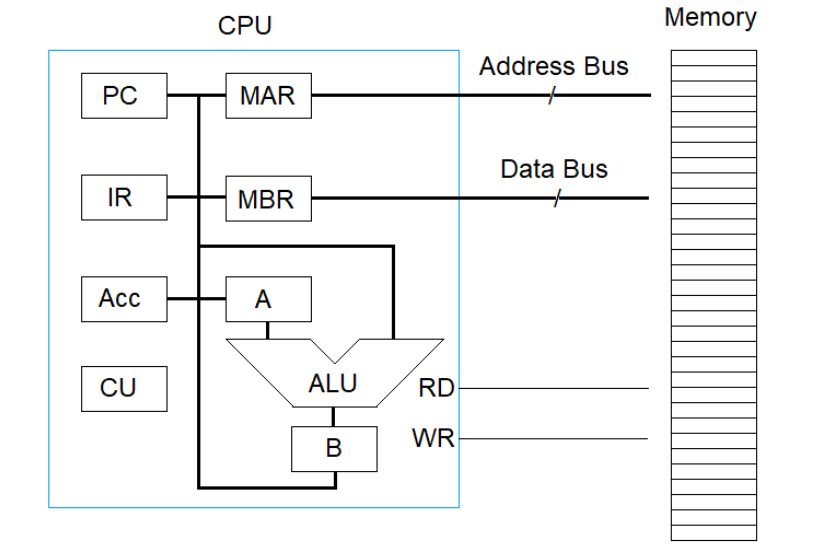 CPU
Memory
Address Bus
PC
MAR
Data Bus
IR
MBR
Acc
A
CU
ALU
RD
WR
B